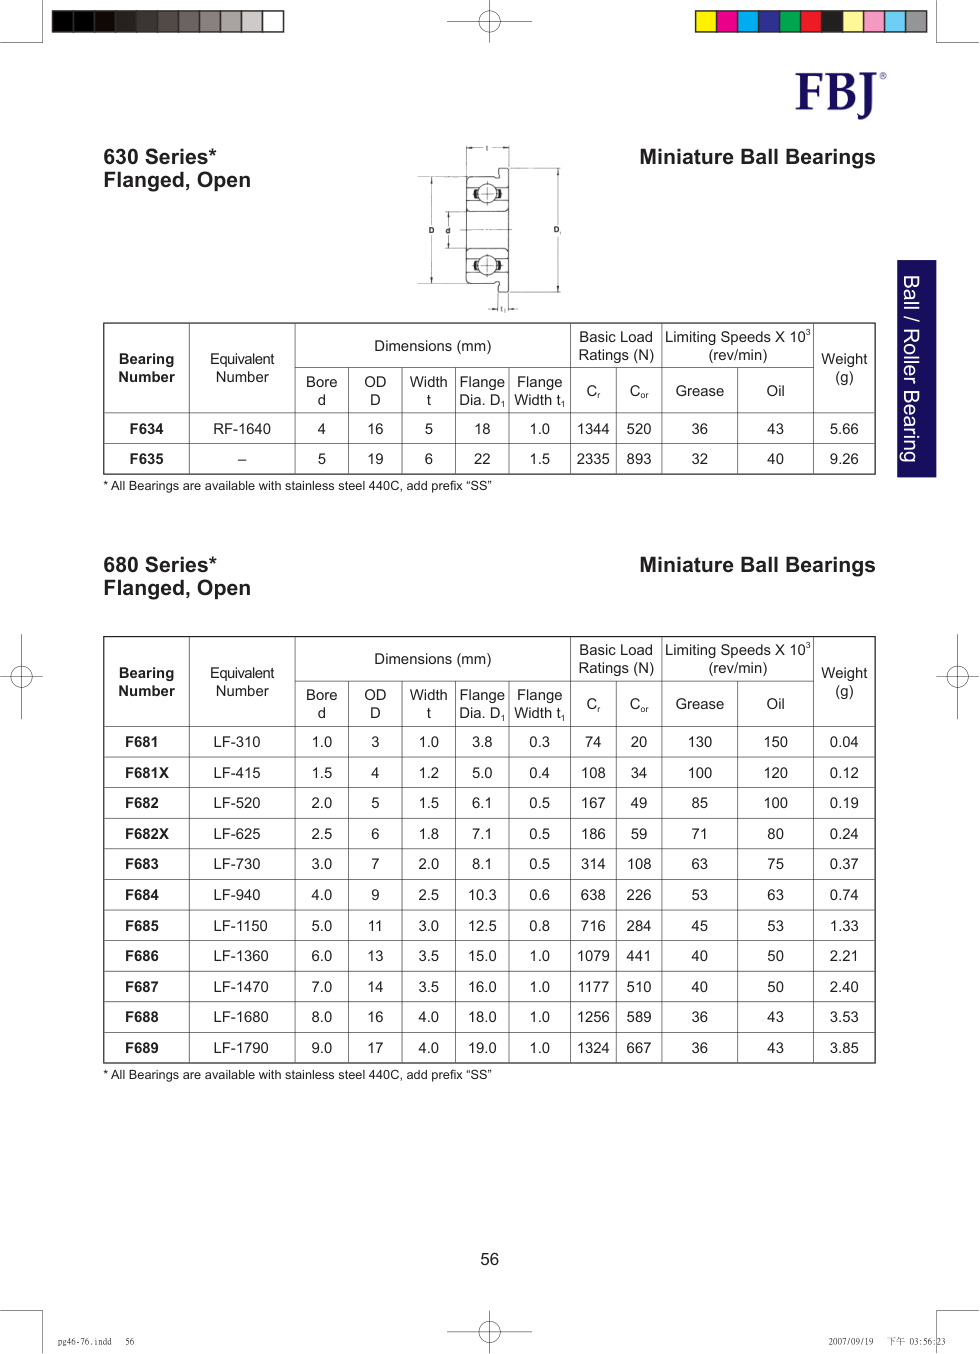 FBJ®
630 Series*
Flanged, Open
Miniature Ball Bearings
t
D d D1
t1
Ball / Roller Bearing
Bearing Number Equivalent Number Dimensions (mm) Basic Load Ratings (N) Limiting Speeds X 10³ (rev/min) Weight (g)
Bore d OD D Width t Flange Dia. D1 Flange Width t1 Cr Cor Grease Oil
F634 RF-1640 4 16 5 18 1.0 1344 520 36 43 5.66
F635 – 5 19 6 22 1.5 2335 893 32 40 9.26
* All Bearings are available with stainless steel 440C, add prefix “SS”
680 Series*
Flanged, Open
Miniature Ball Bearings
Bearing Number Equivalent Number Dimensions (mm) Basic Load Ratings (N) Limiting Speeds X 10³ (rev/min) Weight (g)
Bore d OD D Width t Flange Dia. D1 Flange Width t1 Cr Cor Grease Oil
F681 LF-310 1.0 3 1.0 3.8 0.3 74 20 130 150 0.04
F681X LF-415 1.5 4 1.2 5.0 0.4 108 34 100 120 0.12
F682 LF-520 2.0 5 1.5 6.1 0.5 167 49 85 100 0.19
F682X LF-625 2.5 6 1.8 7.1 0.5 186 59 71 80 0.24
F683 LF-730 3.0 7 2.0 8.1 0.5 314 108 63 75 0.37
F684 LF-940 4.0 9 2.5 10.3 0.6 638 226 53 63 0.74
F685 LF-1150 5.0 11 3.0 12.5 0.8 716 284 45 53 1.33
F686 LF-1360 6.0 13 3.5 15.0 1.0 1079 441 40 50 2.21
F687 LF-1470 7.0 14 3.5 16.0 1.0 1177 510 40 50 2.40
F688 LF-1680 8.0 16 4.0 18.0 1.0 1256 589 36 43 3.53
F689 LF-1790 9.0 17 4.0 19.0 1.0 1324 667 36 43 3.85
* All Bearings are available with stainless steel 440C, add prefix “SS”
56
pg46-76.indd 56 2007/09/19 下午 03:56:23